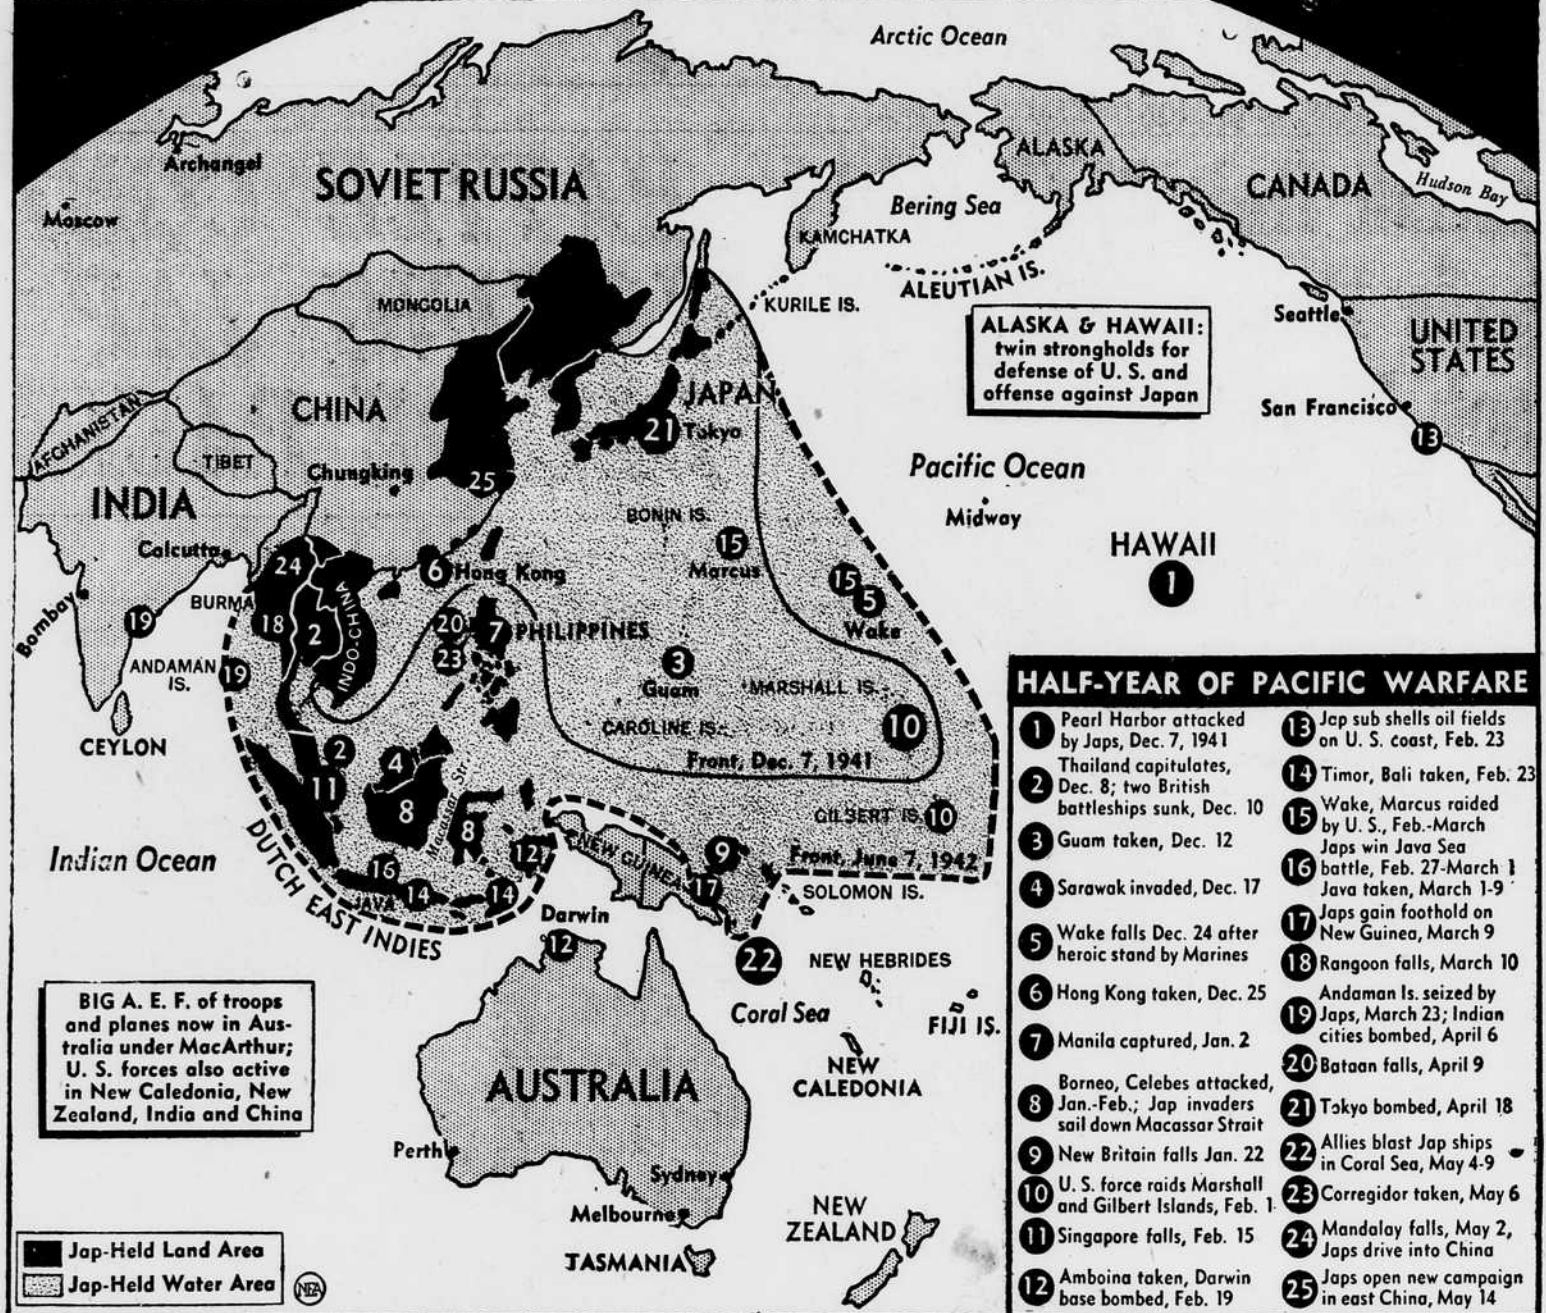 Arctic Ocean
Archangel
SOVIET RUSSIA
ALASKA
CANADA
Hudson Bay
Moscow
Bering Sea
KAMCHATKA
ALEUTIAN IS.
MONGOLIA
KURILE IS.
Seattle
UNITED
STATES
ALASKA & HAWAII:
twin strongholds for
defense of U. S. and
offense against Japan
JAPAN
CHINA
San Francisco
13
AFGHANISTAN
TIBET
21 Tokyo
Chungking
25
Pacific Ocean
INDIA
BONIN IS.
Midway
Calcutta
24
15
Marcus
HAWAII
1
6 Hong Kong
15
5
Wake
Bombay
BURMA
19
18
2
INDO-CHINA
20
7 PHILIPPINES
23
ANDAMAN
IS.
19
3
Guam
MARSHALL IS.
10
CEYLON
CAROLINE IS.
2
4
Front, Dec. 7, 1941
11
8
Macassar Str.
8
GILBERT IS. 10
Indian Ocean
DUTCH EAST INDIES
16
12
NEW GUINEA
9
Front, June 7, 1942
JAVA
14
14
17
SOLOMON IS.
Darwin
12
22
NEW HEBRIDES
Coral Sea
FIJI IS.
BIG A. E. F. of troops
and planes now in Aus-
tralia under MacArthur;
U. S. forces also active
in New Caledonia, New
Zealand, India and China
AUSTRALIA
NEW
CALEDONIA
Perth
Sydney
Melbourne
NEW
ZEALAND
TASMANIA
Jap-Held Land Area
Jap-Held Water Area
NEA
HALF-YEAR OF PACIFIC WARFARE
1 Pearl Harbor attacked
by Japs, Dec. 7, 1941
2 Thailand capitulates,
Dec. 8; two British
battleships sunk, Dec. 10
3 Guam taken, Dec. 12
4 Sarawak invaded, Dec. 17
5 Wake falls Dec. 24 after
heroic stand by Marines
6 Hong Kong taken, Dec. 25
7 Manila captured, Jan. 2
8 Borneo, Celebes attacked,
Jan.-Feb.; Jap invaders
sail down Macassar Strait
9 New Britain falls Jan. 22
10 U. S. force raids Marshall
and Gilbert Islands, Feb. 1
11 Singapore falls, Feb. 15
12 Amboina taken, Darwin
base bombed, Feb. 19
13 Jap sub shells oil fields
on U. S. coast, Feb. 23
14 Timor, Bali taken, Feb. 23
15 Wake, Marcus raided
by U. S., Feb.-March
16 Japs win Java Sea
battle, Feb. 27-March 1
Java taken, March 1-9
17 Japs gain foothold on
New Guinea, March 9
18 Rangoon falls, March 10
19 Andaman Is. seized by
Japs, March 23; Indian
cities bombed, April 6
20 Bataan falls, April 9
21 Tokyo bombed, April 18
22 Allies blast Jap ships
in Coral Sea, May 4-9
23 Corregidor taken, May 6
24 Mandalay falls, May 2,
Japs drive into China
25 Japs open new campaign
in east China, May 14